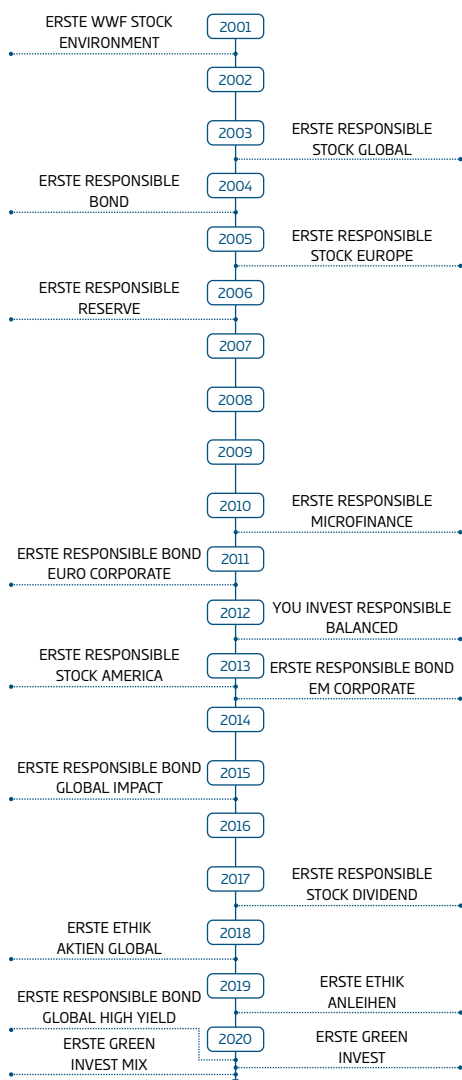 ERSTE WWF STOCK
ENVIRONMENT
2001
2002
2003
ERSTE RESPONSIBLE
STOCK GLOBAL
ERSTE RESPONSIBLE
BOND
2004
2005
ERSTE RESPONSIBLE
STOCK EUROPE
ERSTE RESPONSIBLE
RESERVE
2006
2007
2008
2009
2010
ERSTE RESPONSIBLE
MICROFINANCE
ERSTE RESPONSIBLE BOND
EURO CORPORATE
2011
2012
YOU INVEST RESPONSIBLE
BALANCED
ERSTE RESPONSIBLE
STOCK AMERICA
2013
ERSTE RESPONSIBLE BOND
EM CORPORATE
2014
ERSTE RESPONSIBLE BOND
GLOBAL IMPACT
2015
2016
2017
ERSTE RESPONSIBLE
STOCK DIVIDEND
ERSTE ETHIK
AKTIEN GLOBAL
2018
2019
ERSTE ETHIK
ANLEIHEN
ERSTE RESPONSIBLE BOND
GLOBAL HIGH YIELD
2020
ERSTE GREEN
INVEST
ERSTE GREEN
INVEST MIX